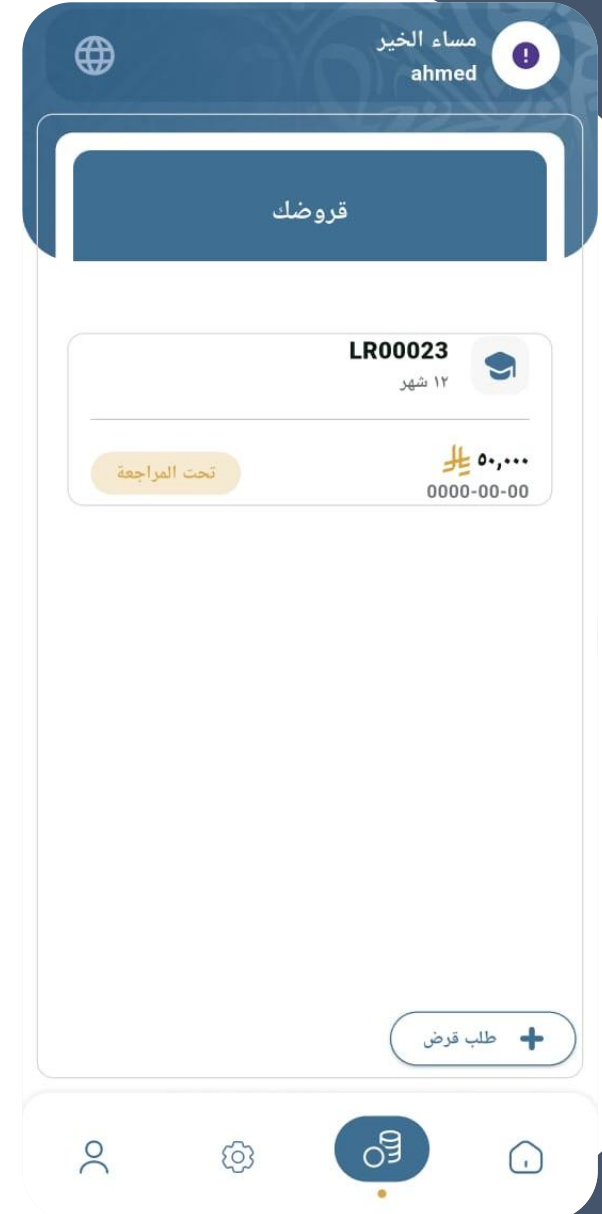 مساء الخير
ahmed
قروضك
LR00023
١٢ شهر
٥٠,٠٠٠
0000-00-00
تحت المراجعة
طلب قرض